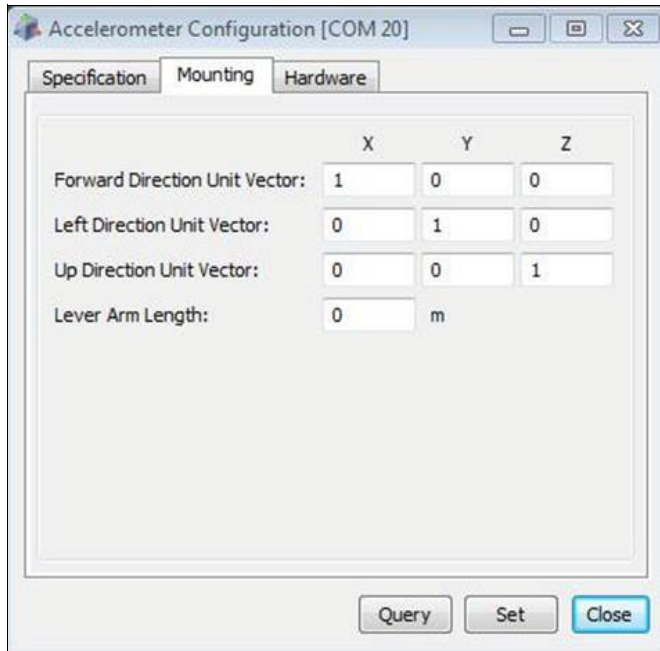 Accelerometer Configuration [COM 20]
Specification Mounting Hardware
X Y Z
Forward Direction Unit Vector: 1 0 0
Left Direction Unit Vector: 0 1 0
Up Direction Unit Vector: 0 0 1
Lever Arm Length: 0 m
Query Set Close